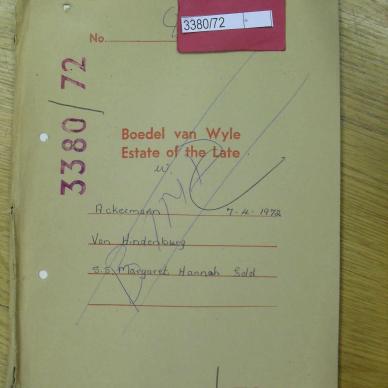 3380/72
No.
3380/72
Boedel van Wyle
Estate of the Late
Ackermann 7-4-1972
Von Hindenburg
s.s Margaret Hannah